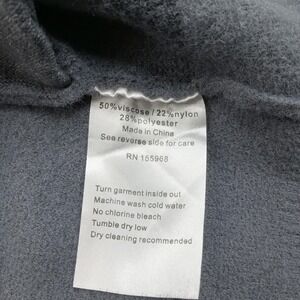 50%viscose/22%nylon
28%polyester
Made in China
See reverse side for care
RN 155968
Turn garment inside out
Machine wash cold water
No chlorine bleach
Tumble dry low
Dry cleaning recommended